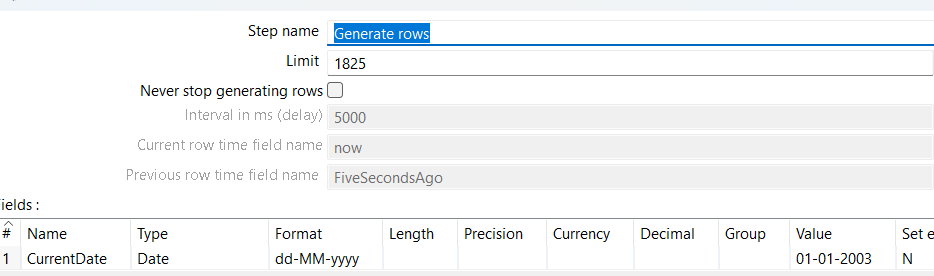 Step name Generate rows
Limit 1825
Never stop generating rows
Interval in ms (delay) 5000
Current row time field name now
Previous row time field name FiveSecondsAgo
ields :
# Name Type Format Length Precision Currency Decimal Group Value Set e
1 CurrentDate Date dd-MM-yyyy 01-01-2003 N